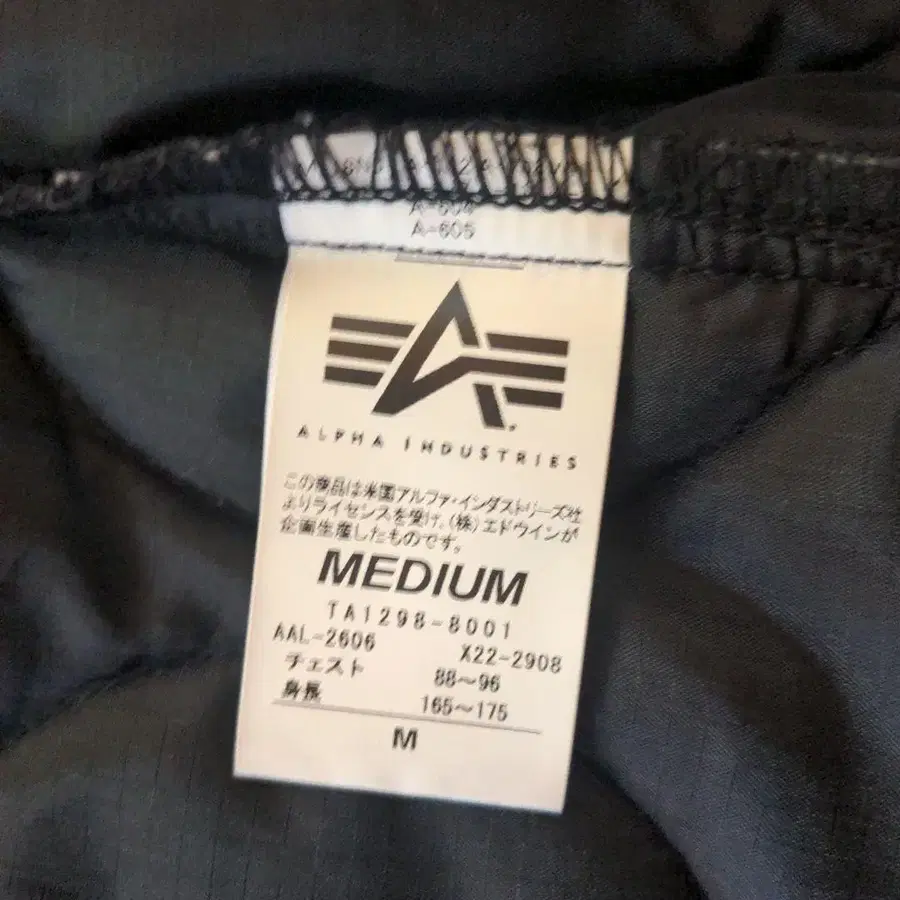 A-605
ALPHA INDUSTRIES
この商品は米国アルファ・インダストリーズ社
よりライセンスを受け、(株)エドウインが
企画生産したものです。
MEDIUM
TA1298-8001
AAL-2606 X22-2908
チェスト 88〜96
身長 165〜175
M